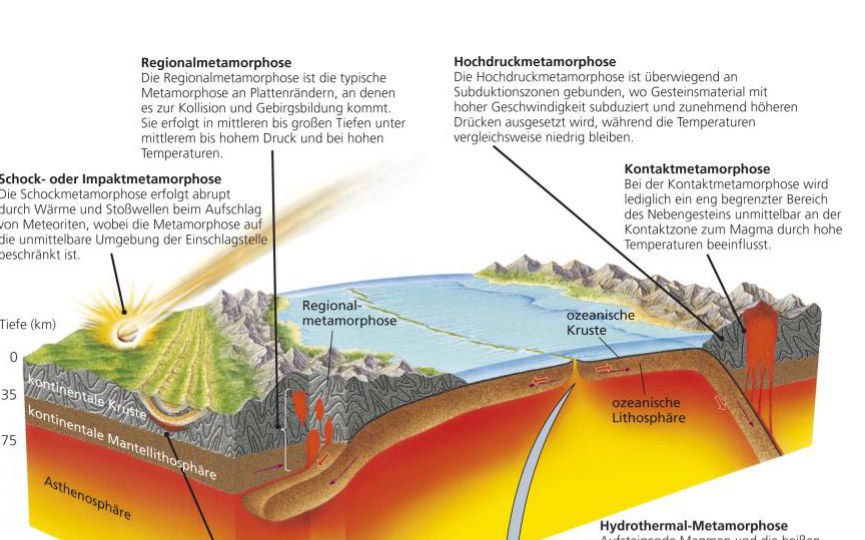 Regionalmetamorphose
Die Regionalmetamorphose ist die typische
Metamorphose an Plattenrändern, an denen
es zur Kollision und Gebirgsbildung kommt.
Sie erfolgt in mittleren bis großen Tiefen unter
mittlerem bis hohem Druck und bei hohen
Temperaturen.
Hochdruckmetamorphose
Die Hochdruckmetamorphose ist überwiegend an
Subduktionszonen gebunden, wo Gesteinsmaterial mit
hoher Geschwindigkeit subduziert und zunehmend höheren
Drücken ausgesetzt wird, während die Temperaturen
vergleichsweise niedrig bleiben.
Schock- oder Impaktmetamorphose
Die Schockmetamorphose erfolgt abrupt
durch Wärme und Stoßwellen beim Aufschlag
von Meteoriten, wobei die Metamorphose auf
die unmittelbare Umgebung der Einschlagstelle
beschränkt ist.
Kontaktmetamorphose
Bei der Kontaktmetamorphose wird
lediglich ein eng begrenzter Bereich
des Nebengesteins unmittelbar an der
Kontaktzone zum Magma durch hohe
Temperaturen beeinflusst.
Regional-
metamorphose
ozeanische
Kruste
Tiefe (km)
0
35
75
kontinentale Kruste
kontinentale Mantellithosphäre
Asthenosphäre
ozeanische
Lithosphäre
Hydrothermal-Metamorphose
Aufsteigende Magmen und die heißen